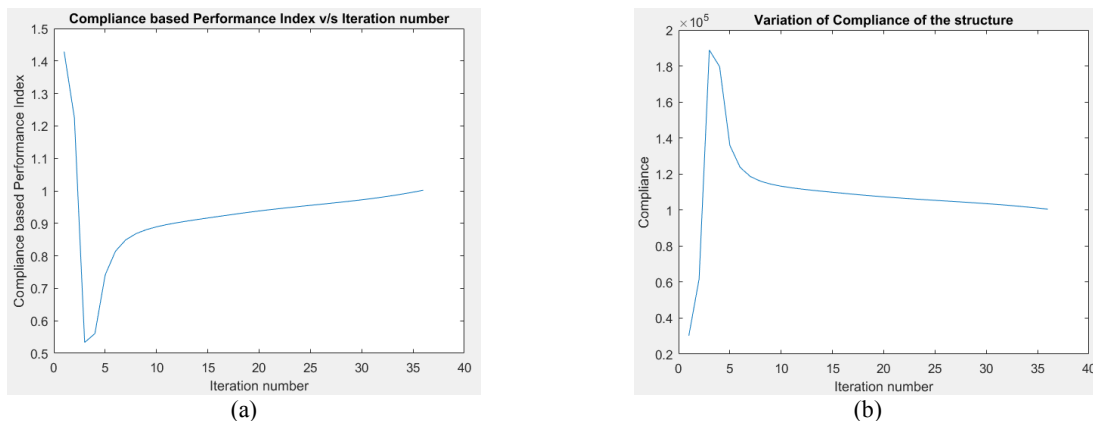 Compliance based Performance Index v/s Iteration number
1.5
1.4
1.3
1.2
1.1
1
0.9
0.8
0.7
0.6
0.5
Compliance based Performance Index
0 5 10 15 20 25 30 35 40
Iteration number
(a)
Variation of Compliance of the structure
×10⁵
2
1.8
1.6
1.4
1.2
1
0.8
0.6
0.4
0.2
Compliance
0 5 10 15 20 25 30 35 40
Iteration number
(b)